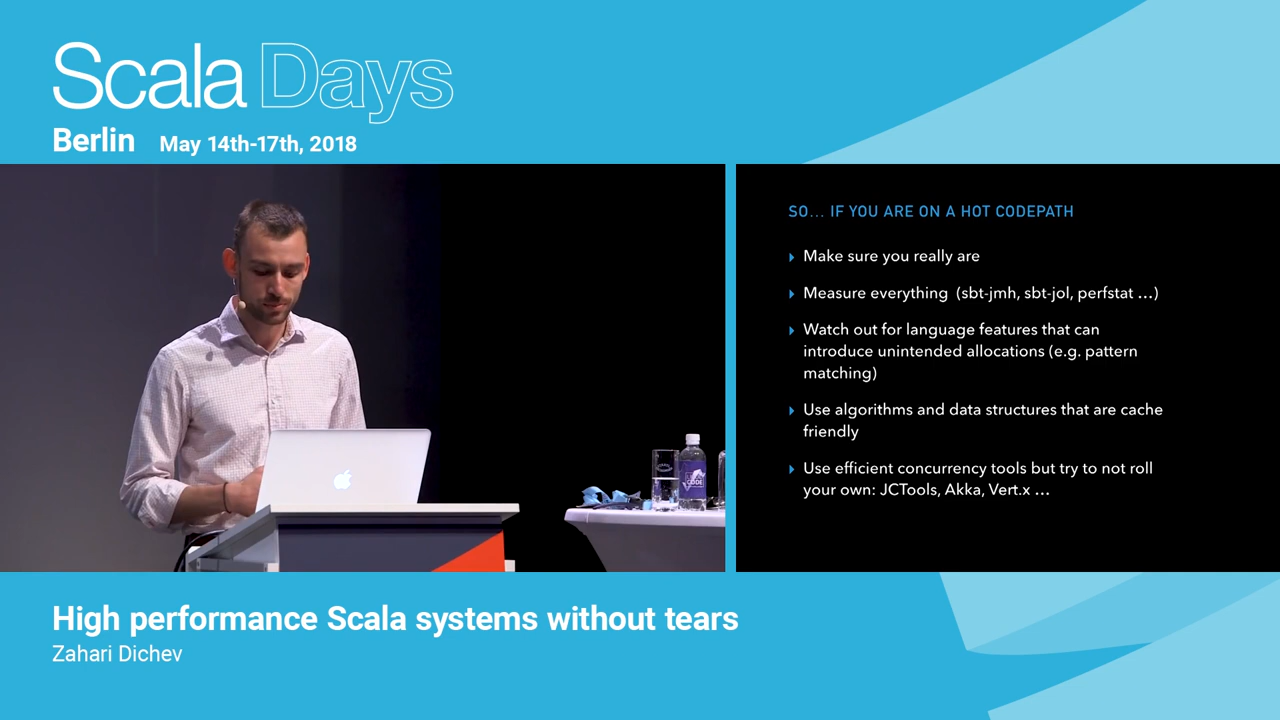 Scala Days
Berlin May 14th-17th, 2018
SO... IF YOU ARE ON A HOT CODEPATH
Make sure you really are
Measure everything (sbt-jmh, sbt-jol, perfstat ...)
Watch out for language features that can
introduce unintended allocations (e.g. pattern
matching)
Use algorithms and data structures that are cache
friendly
Use efficient concurrency tools but try to not roll
your own: JCTools, Akka, Vert.x ...
CODE
High performance Scala systems without tears
Zahari Dichev